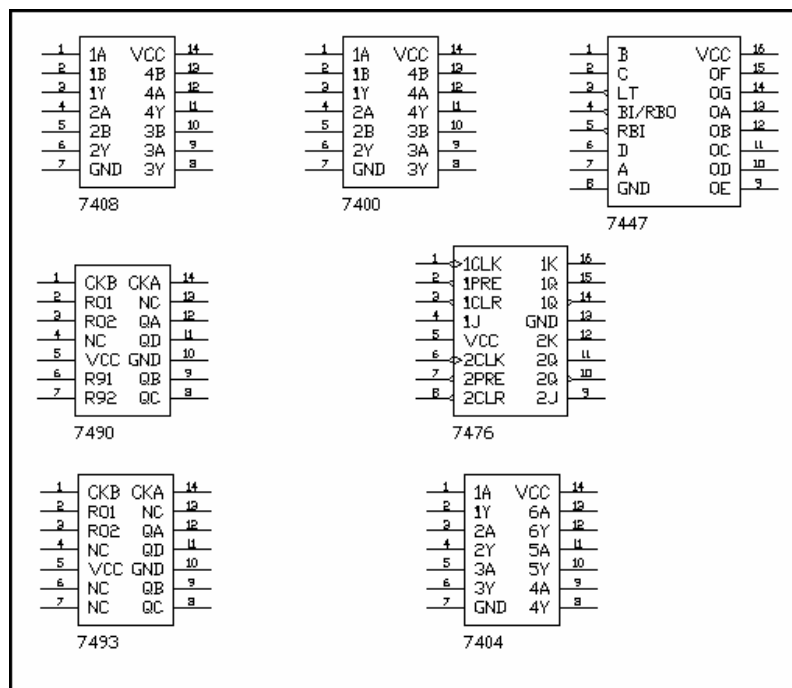 1 1A VCC 14
2 1B 4B 13
3 1Y 4A 12
4 2A 4Y 11
5 2B 3B 10
6 2Y 3A 9
7 GND 3Y 8
7408
1 1A VCC 14
2 1B 4B 13
3 1Y 4A 12
4 2A 4Y 11
5 2B 3B 10
6 2Y 3A 9
7 GND 3Y 8
7400
1 B VCC 16
2 C OF 15
3 LT OG 14
4 BI/RBO OA 13
5 RBI OB 12
6 D OC 11
7 A OD 10
8 GND OE 9
7447
1 CKB CKA 14
2 R01 NC 13
3 R02 QA 12
4 NC QD 11
5 VCC GND 10
6 R91 QB 9
7 R92 QC 8
7490
1 1CLK 1K 16
2 1PRE 1Q 15
3 1CLR 1Q 14
4 1J GND 13
5 VCC 2K 12
6 2CLK 2Q 11
7 2PRE 2Q 10
8 2CLR 2J 9
7476
1 CKB CKA 14
2 R01 NC 13
3 R02 QA 12
4 NC QD 11
5 VCC GND 10
6 NC QB 9
7 NC QC 8
7493
1 1A VCC 14
2 1Y 6A 13
3 2A 6Y 12
4 2Y 5A 11
5 3A 5Y 10
6 3Y 4A 9
7 GND 4Y 8
7404